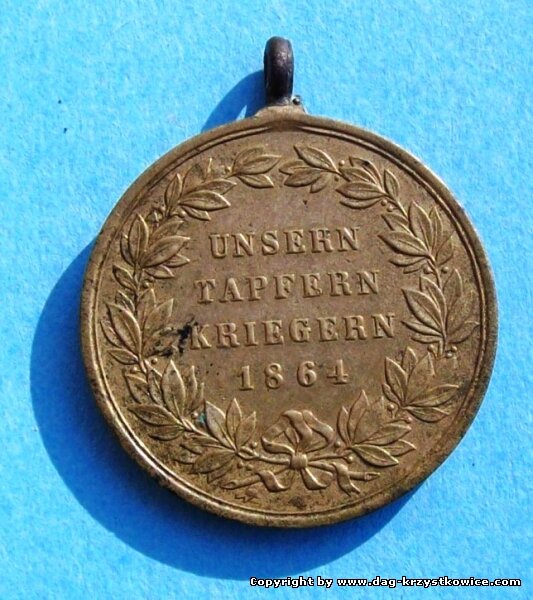 UNSERN
TAPFERN
KRIEGERN
1864
Copyright by www.dag-krzystkowice.com